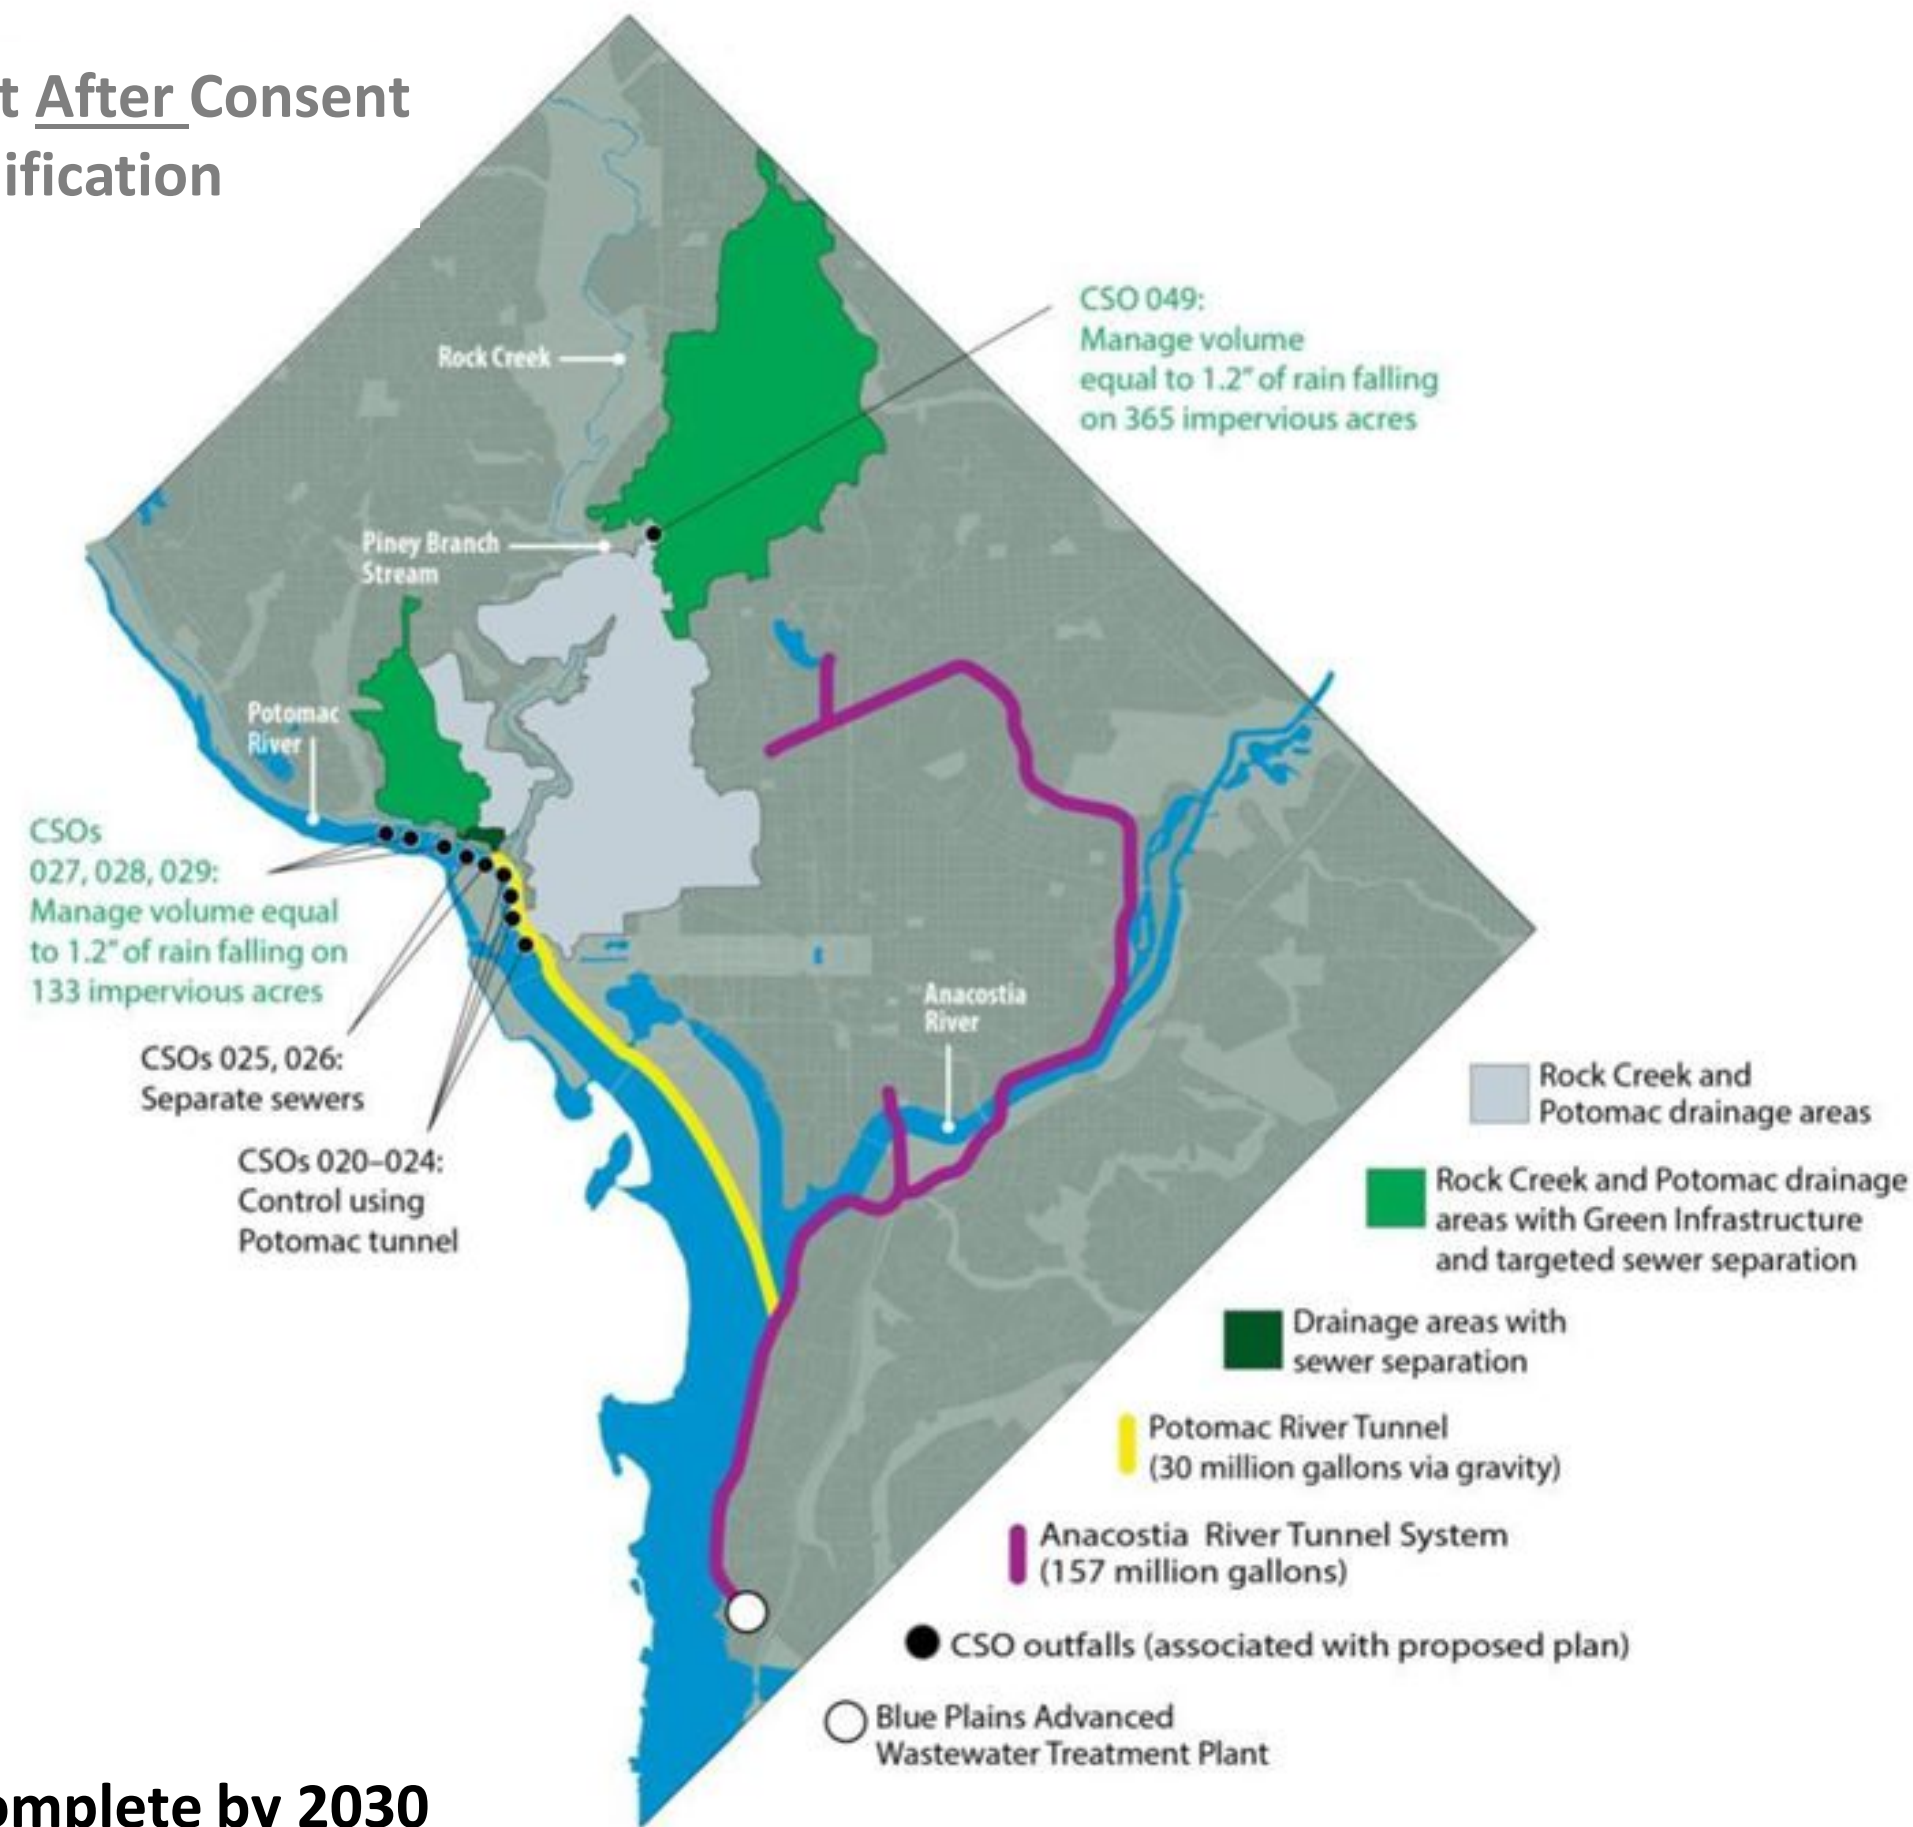 t After Consent
ification
CSO 049:
Manage volume
equal to 1.2” of rain falling
on 365 impervious acres
Rock Creek
Piney Branch
Stream
Potomac
River
CSOs
027, 028, 029:
Manage volume equal
to 1.2” of rain falling on
133 impervious acres
CSOs 025, 026:
Separate sewers
CSOs 020–024:
Control using
Potomac tunnel
Anacostia
River
Rock Creek and
Potomac drainage areas
Rock Creek and Potomac drainage
areas with Green Infrastructure
and targeted sewer separation
Drainage areas with
sewer separation
Potomac River Tunnel
(30 million gallons via gravity)
Anacostia River Tunnel System
(157 million gallons)
CSO outfalls (associated with proposed plan)
Blue Plains Advanced
Wastewater Treatment Plant
omplete by 2030